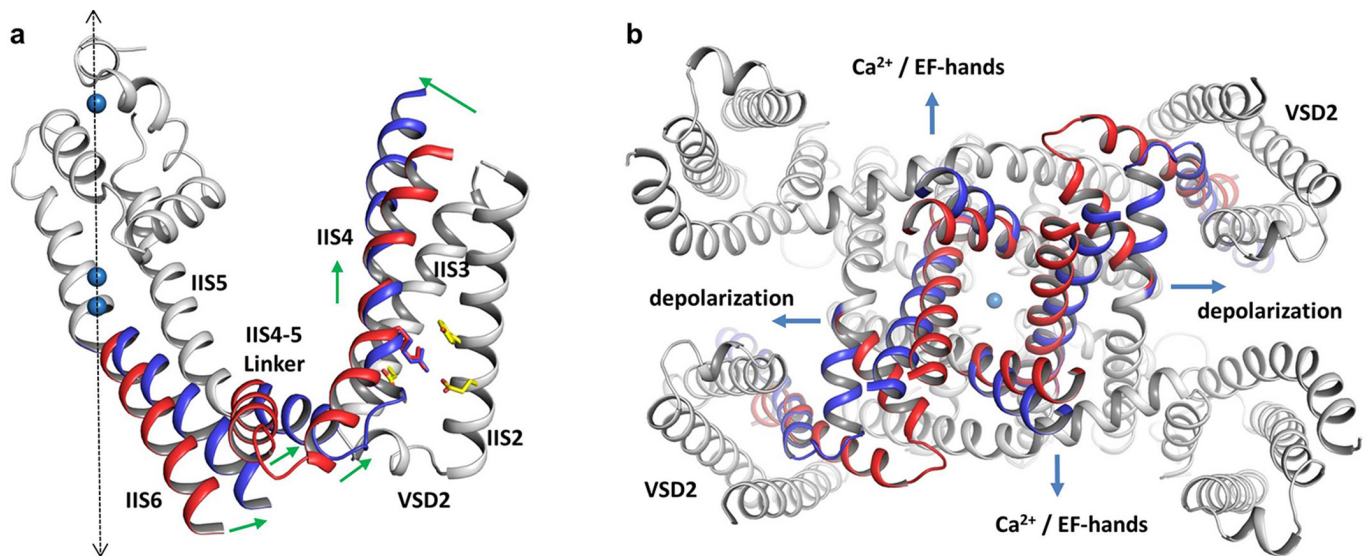 a
IIS4
IIS3
IIS5
IIS4-5
Linker
IIS2
IIS6
VSD2
b
Ca²⁺ / EF-hands
VSD2
depolarization
depolarization
VSD2
Ca²⁺ / EF-hands